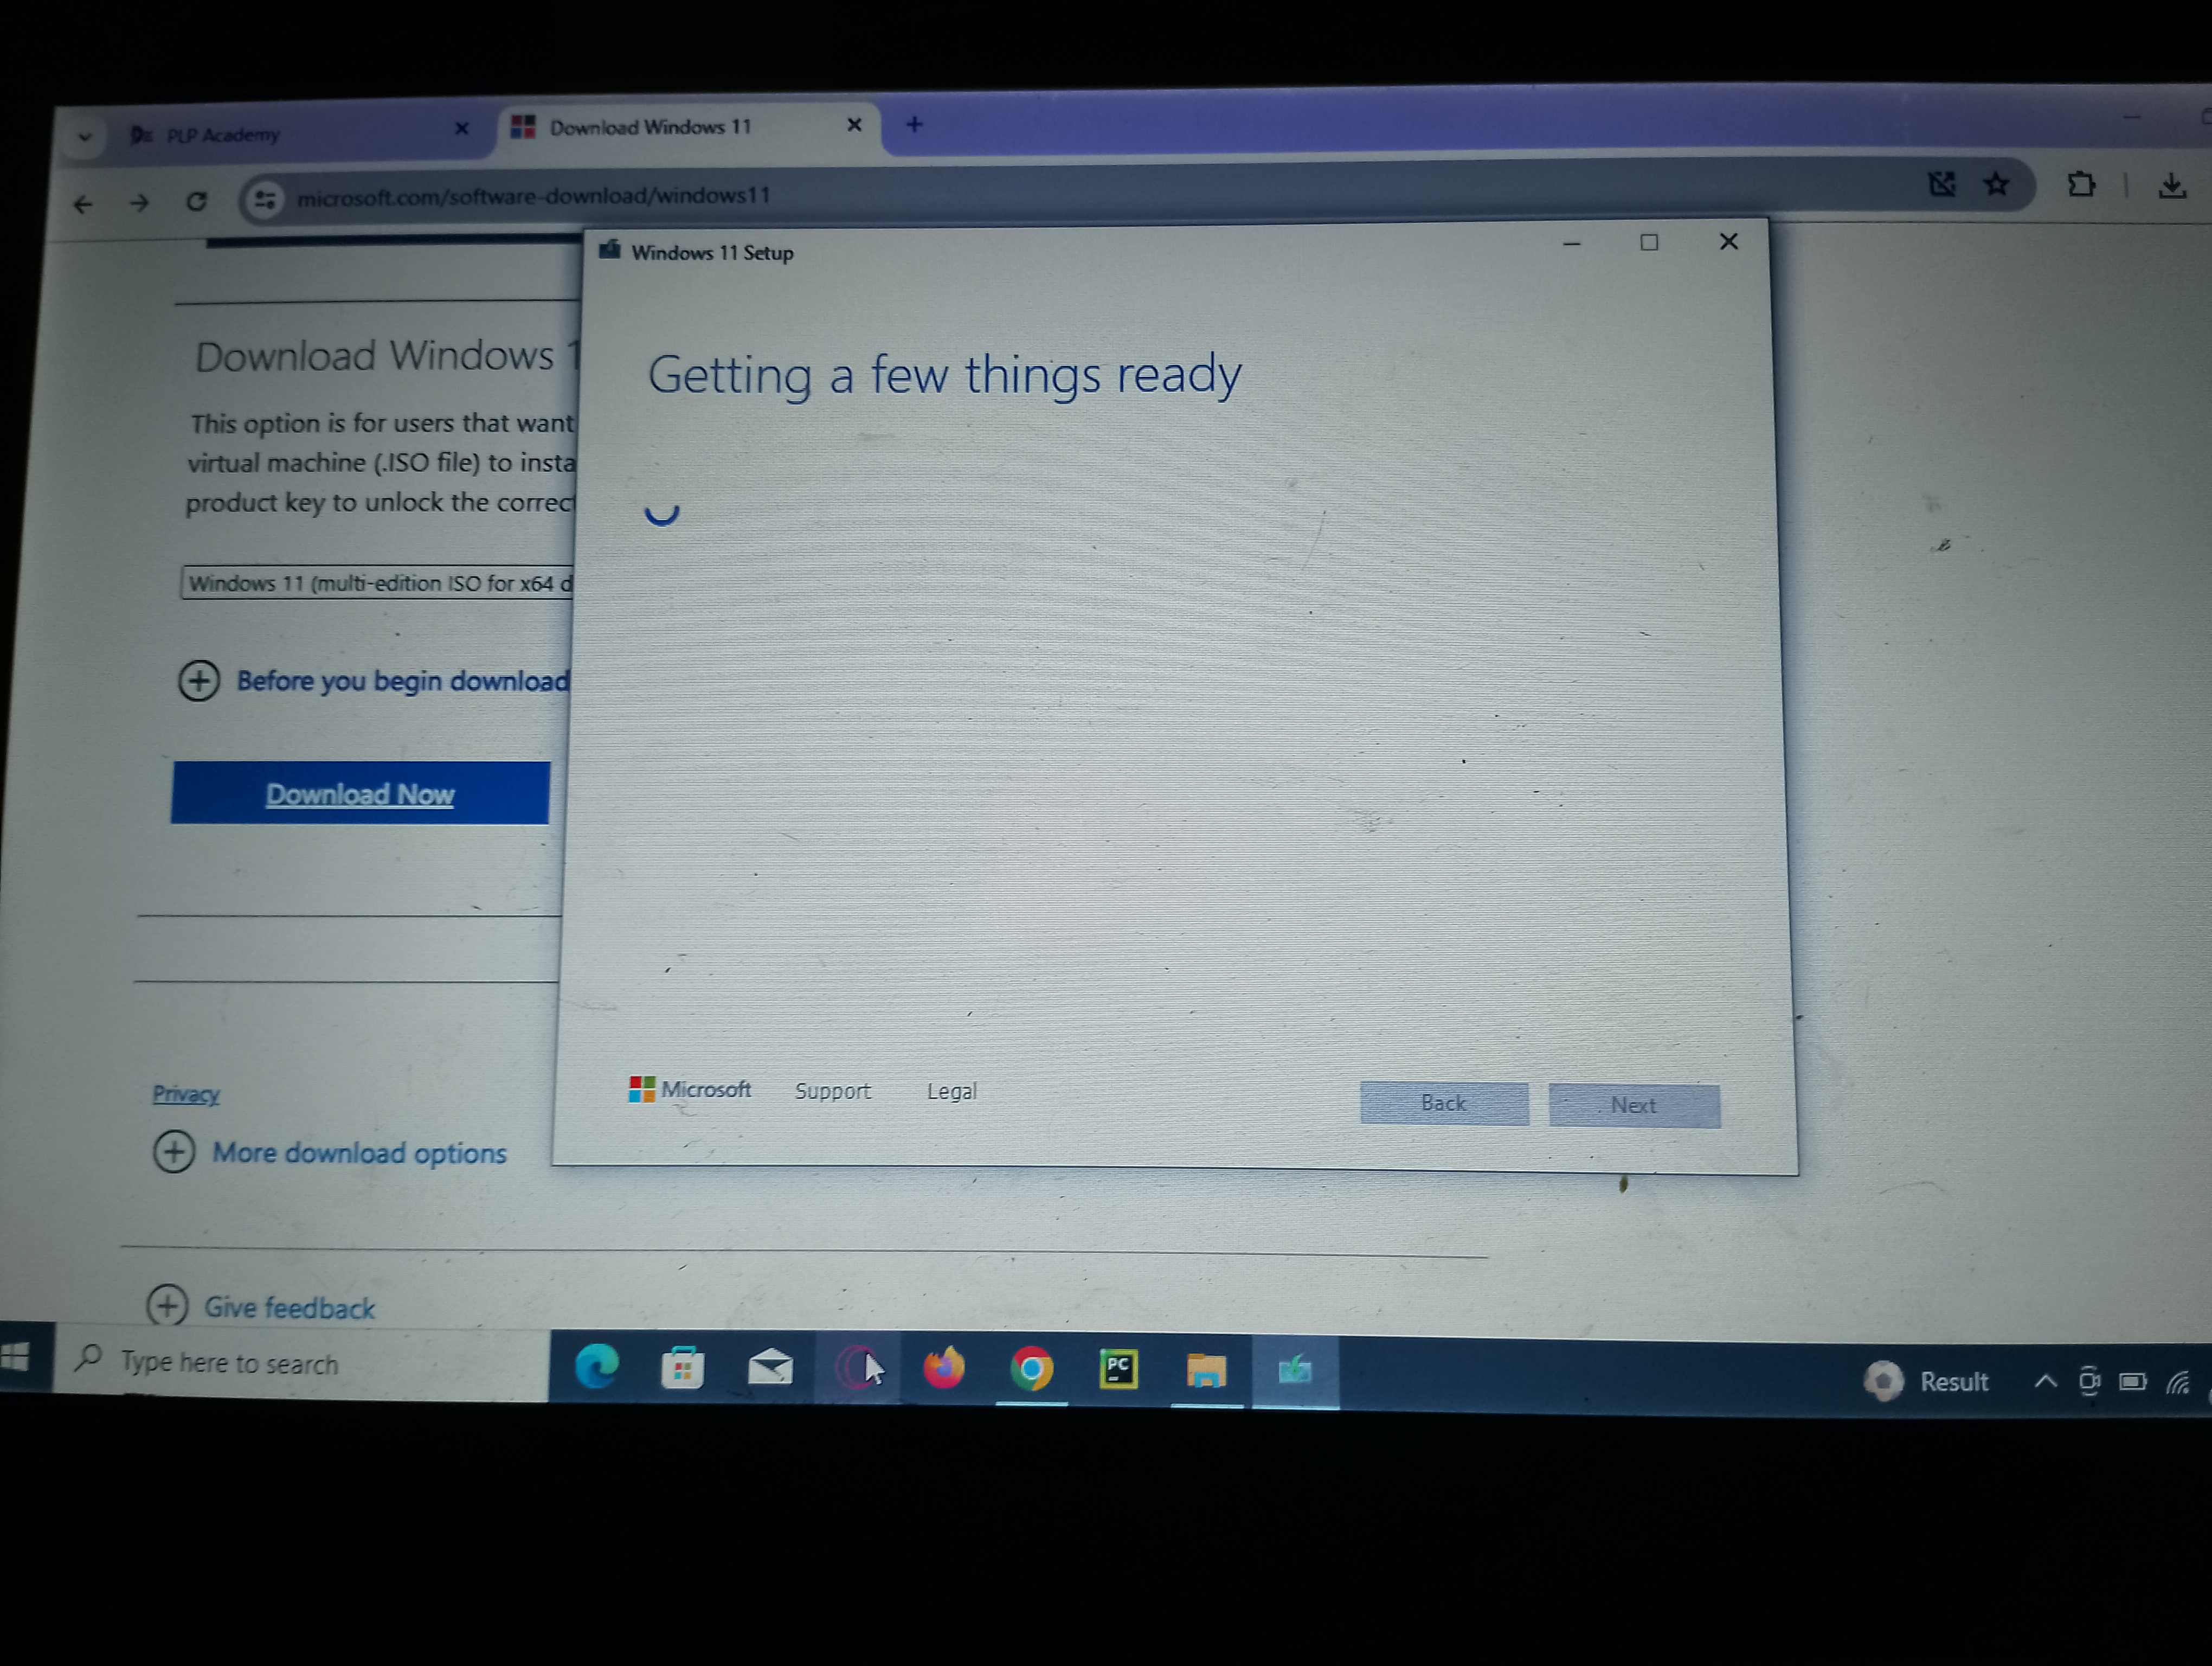 PLP Academy
Download Windows 11
microsoft.com/software-download/windows11
Windows 11 Setup
Download Windows 1
This option is for users that want
virtual machine (.ISO file) to insta
product key to unlock the correct
Windows 11 (multi-edition ISO for x64 d
Before you begin download
Download Now
Privacy
More download options
Give feedback
Getting a few things ready
Microsoft Support Legal
Back Next
Type here to search
PC
Result